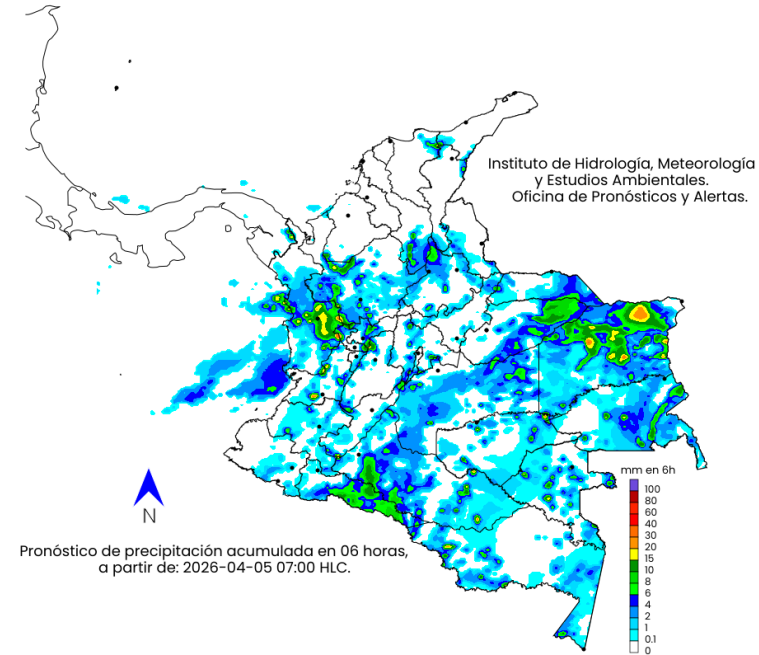 Instituto de Hidrología, Meteorología
y Estudios Ambientales.
Oficina de Pronósticos y Alertas.
mm en 6h
100
80
60
40
30
20
15
10
8
6
4
2
1
0.1
0
N
Pronóstico de precipitación acumulada en 06 horas,
a partir de: 2026-04-05 07:00 HLC.